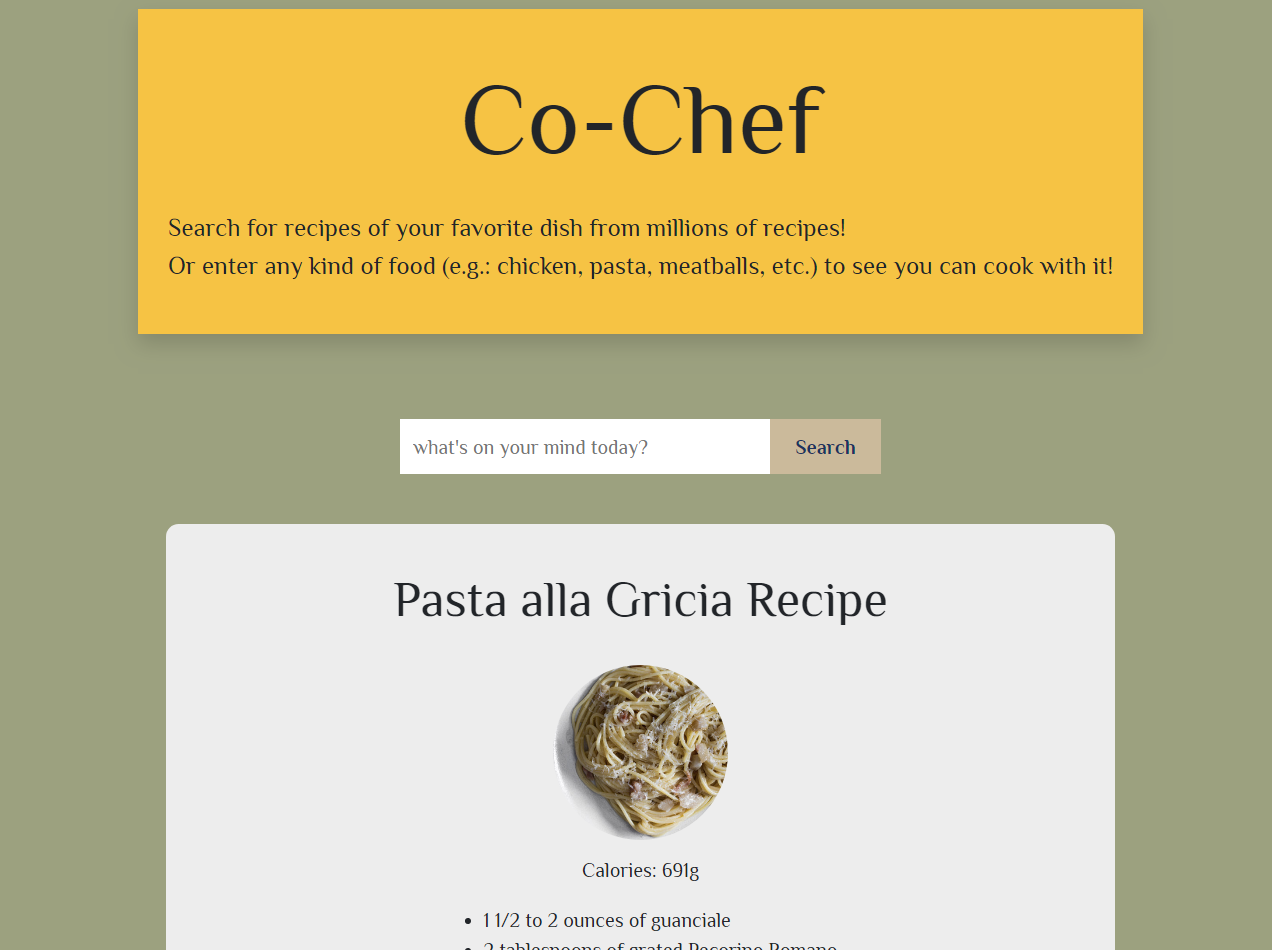 Co-Chef
Search for recipes of your favorite dish from millions of recipes!
Or enter any kind of food (e.g.: chicken, pasta, meatballs, etc.) to see you can cook with it!
what's on your mind today?
Search
Pasta alla Gricia Recipe
Calories: 691g
• 1 1/2 to 2 ounces of guanciale
• 2 tablespoons of grated Pecorino Romano